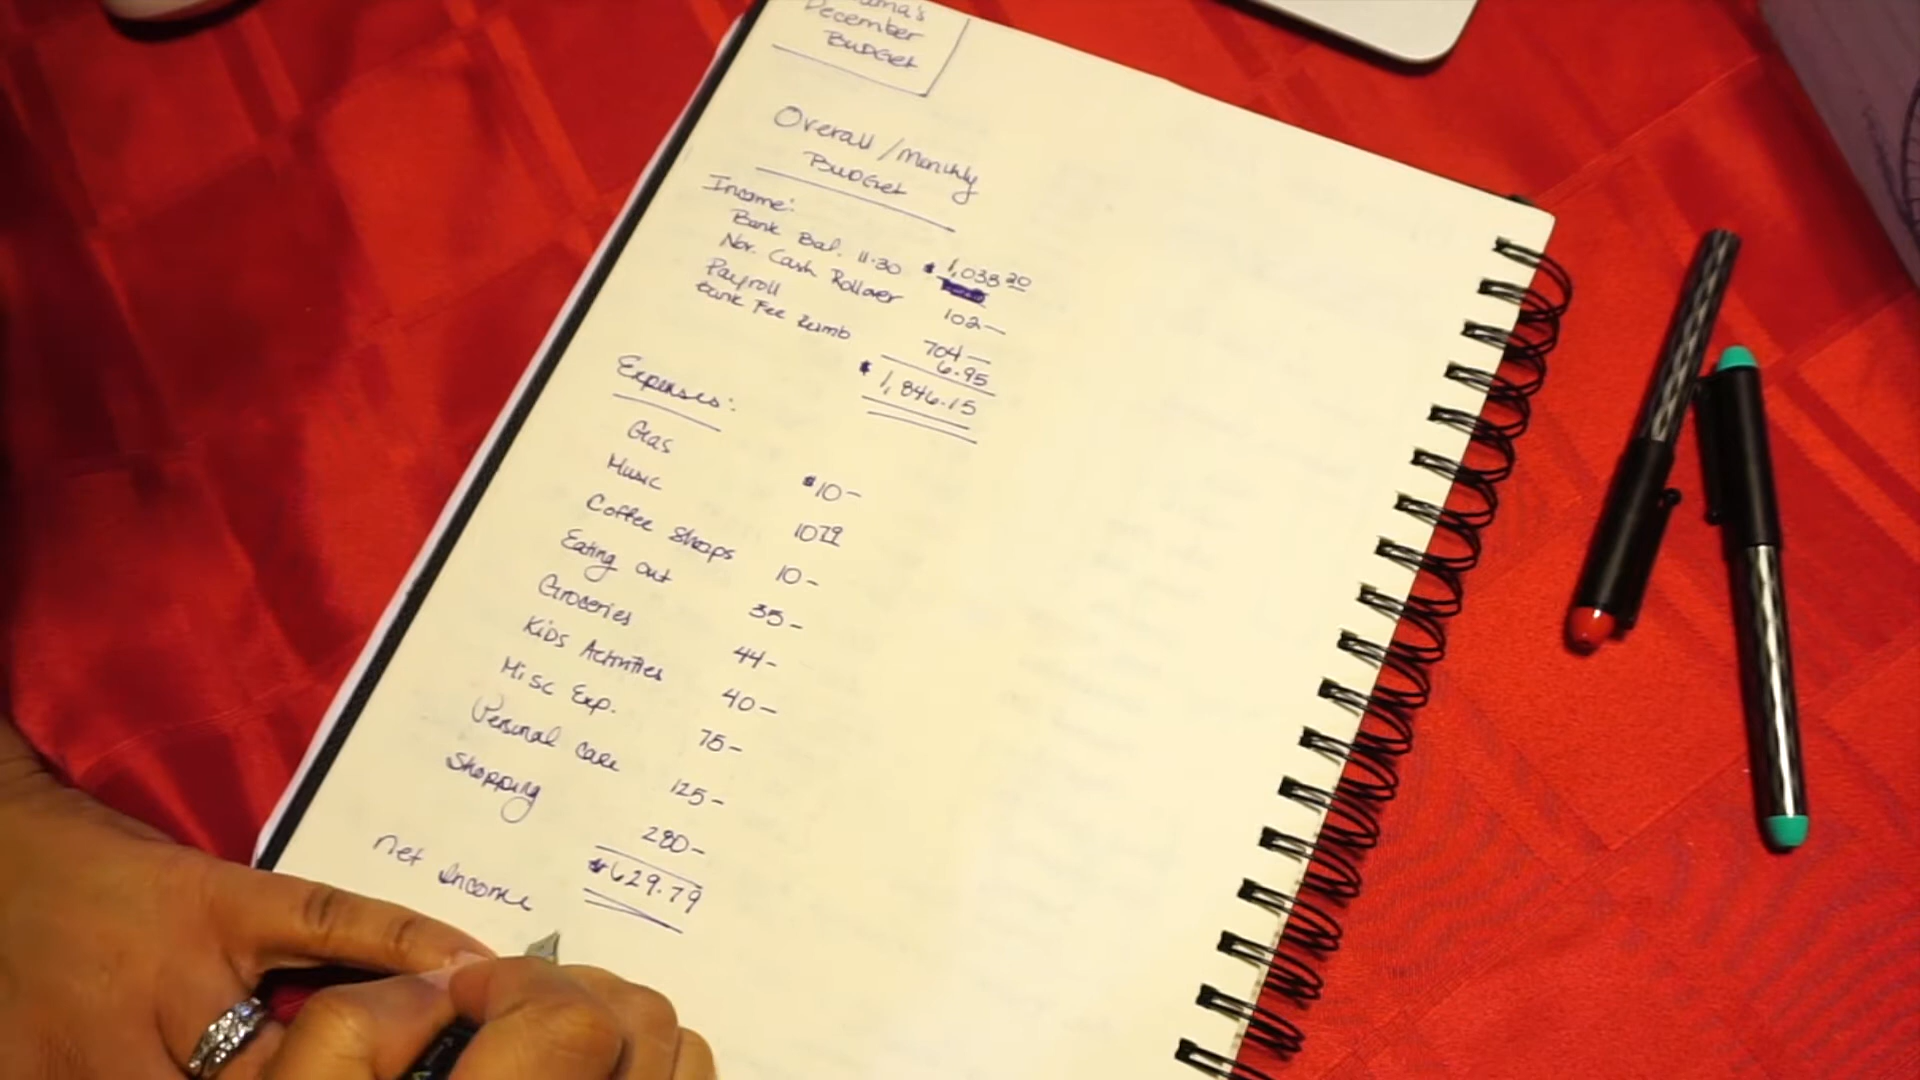 December
BUDGet
Overall / Monthly
BUDGet
Income:
Bank Bal. 11.30 $ 1,038 20
Nov. Cash Rollover 102—
Payroll 704—
Bank Fee Reimb 6.95
$ 1,846.15
Expenses:
Gas $10—
Music 10 79
Coffee Shops 10—
Eating out 35—
Groceries 44—
KiDs Activities 40—
Misc Exp. 75—
Personal Care 125—
Shopping 280—
$629.79
net Income